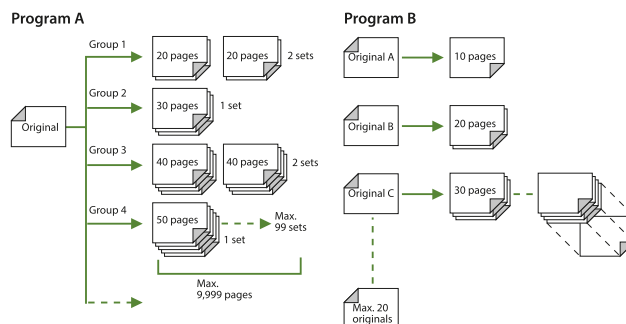 Program A
Original
Group 1
20 pages
20 pages
2 sets
Group 2
30 pages
1 set
Group 3
40 pages
40 pages
2 sets
Group 4
50 pages
1 set
Max.
99 sets
Max.
9,999 pages
Program B
Original A
10 pages
Original B
20 pages
Original C
30 pages
Max. 20
originals